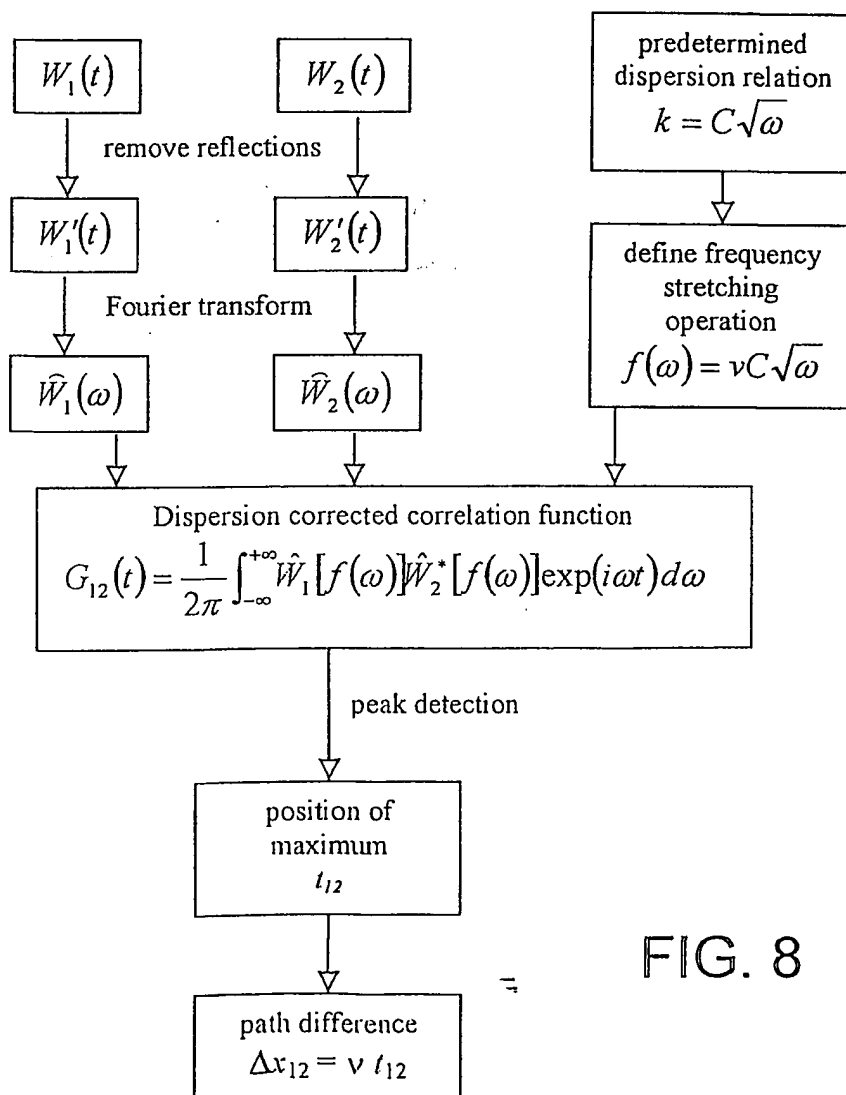 W₁(t)
W₂(t)
predetermined
dispersion relation
k = C√ω
remove reflections
W₁′(t)
W₂′(t)
define frequency
stretching
operation
f(ω) = νC√ω
Fourier transform
Ŵ₁(ω)
Ŵ₂(ω)
Dispersion corrected correlation function
G₁₂(t) = 1/2π ∫₋∞⁺∞ Ŵ₁[f(ω)]Ŵ₂*[f(ω)]exp(iωt)dω
peak detection
position of
maximum
t₁₂
FIG. 8
path difference
Δx₁₂ = ν t₁₂